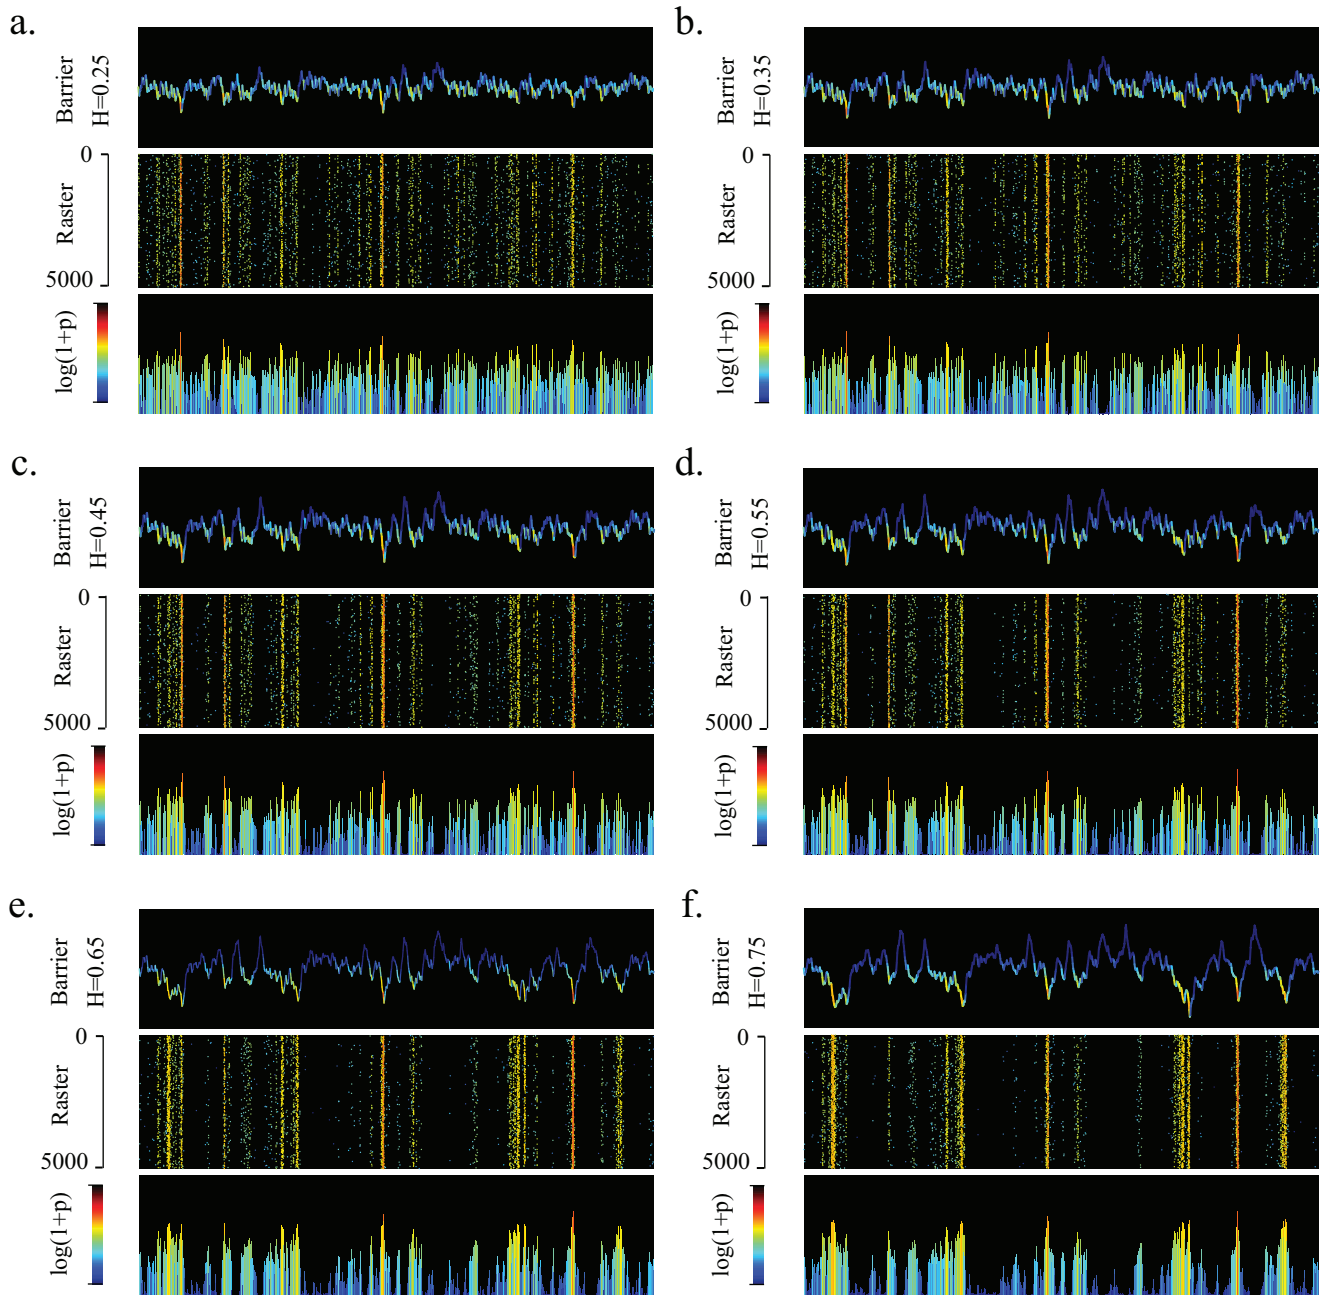 a.
Barrier
H=0.25
0
Raster
5000
log(1+p)
b.
Barrier
H=0.35
0
Raster
5000
log(1+p)
c.
Barrier
H=0.45
0
Raster
5000
log(1+p)
d.
Barrier
H=0.55
0
Raster
5000
log(1+p)
e.
Barrier
H=0.65
0
Raster
5000
log(1+p)
f.
Barrier
H=0.75
0
Raster
5000
log(1+p)